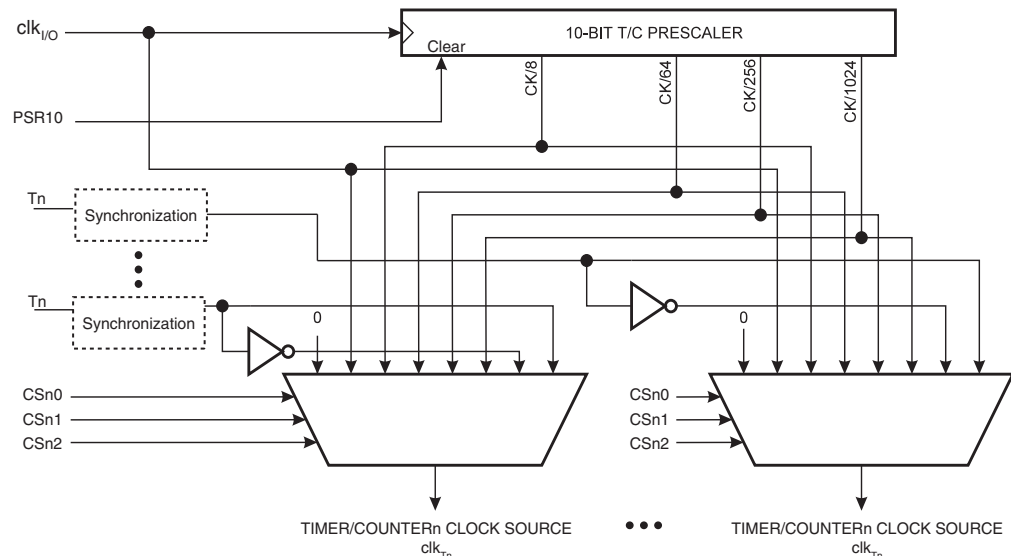 clkI/O
10-BIT T/C PRESCALER
Clear
CK/8
CK/64
CK/256
CK/1024
PSR10
Tn
Synchronization
Tn
Synchronization
0
0
CSn0
CSn1
CSn2
CSn0
CSn1
CSn2
TIMER/COUNTERn CLOCK SOURCE
clkTn
TIMER/COUNTERn CLOCK SOURCE
clkTn